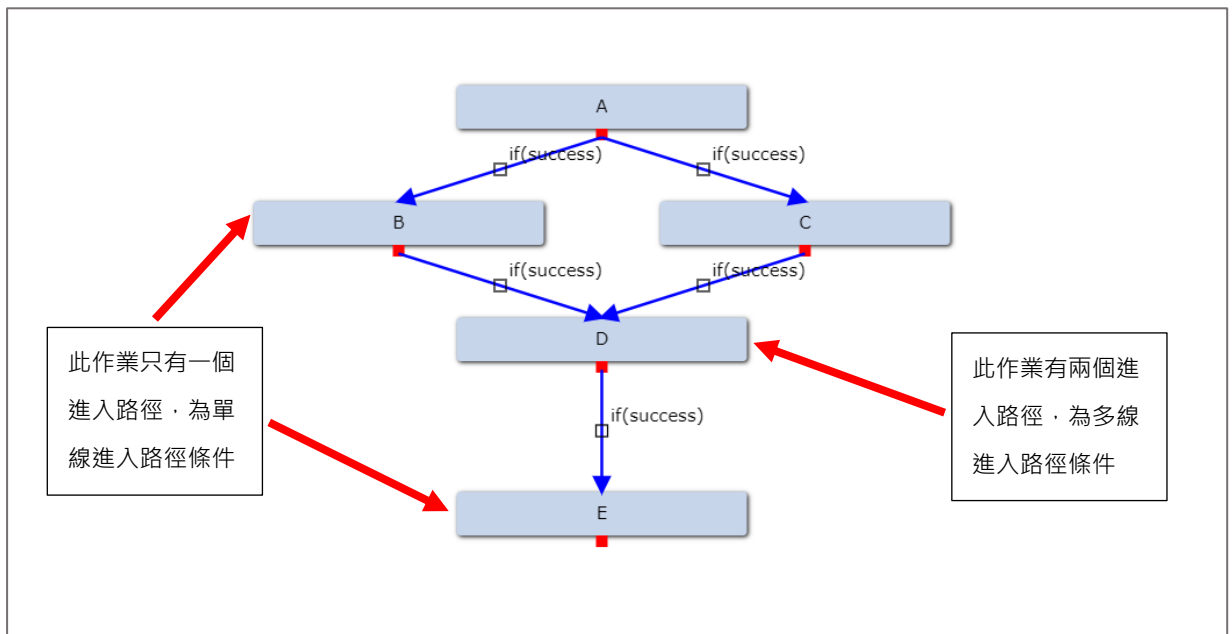 A
if(success)
if(success)
B
C
if(success)
if(success)
D
此作業只有一個
進入路徑，為單
線進入路徑條件
此作業有兩個進
入路徑，為多線
進入路徑條件
if(success)
E